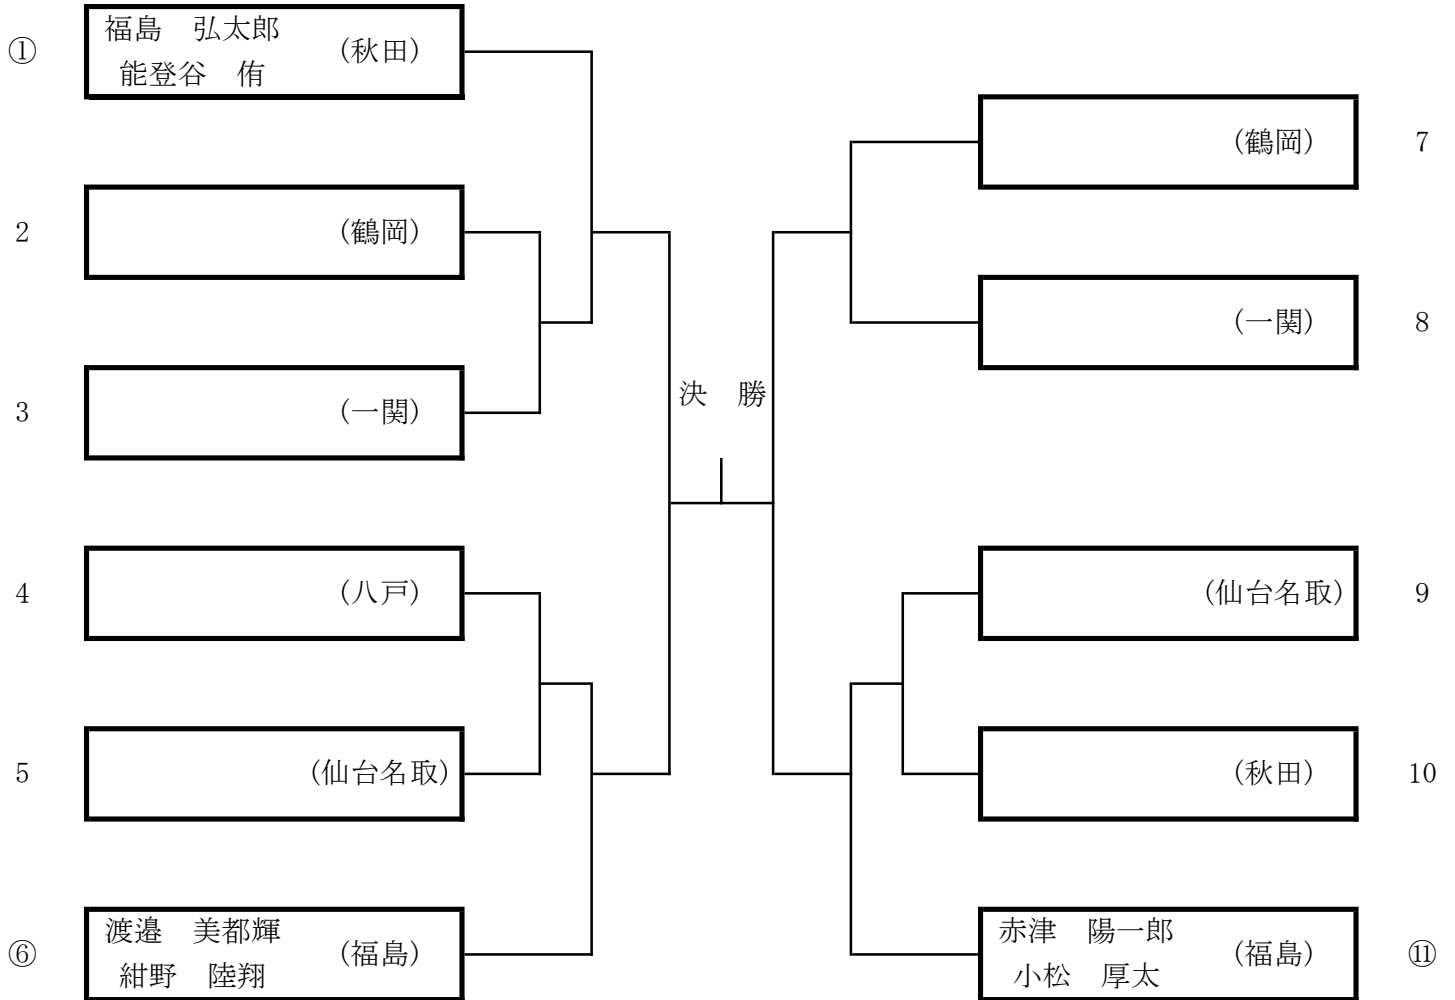 ①
福島　弘太郎
能登谷　侑
(秋田)
2
(鶴岡)
3
(一関)
4
(八戸)
5
(仙台名取)
⑥
渡邉　美都輝
紺野　陸翔
(福島)
決　勝
(鶴岡)
7
(一関)
8
(仙台名取)
9
(秋田)
10
赤津　陽一郎
小松　厚太
(福島)
⑪